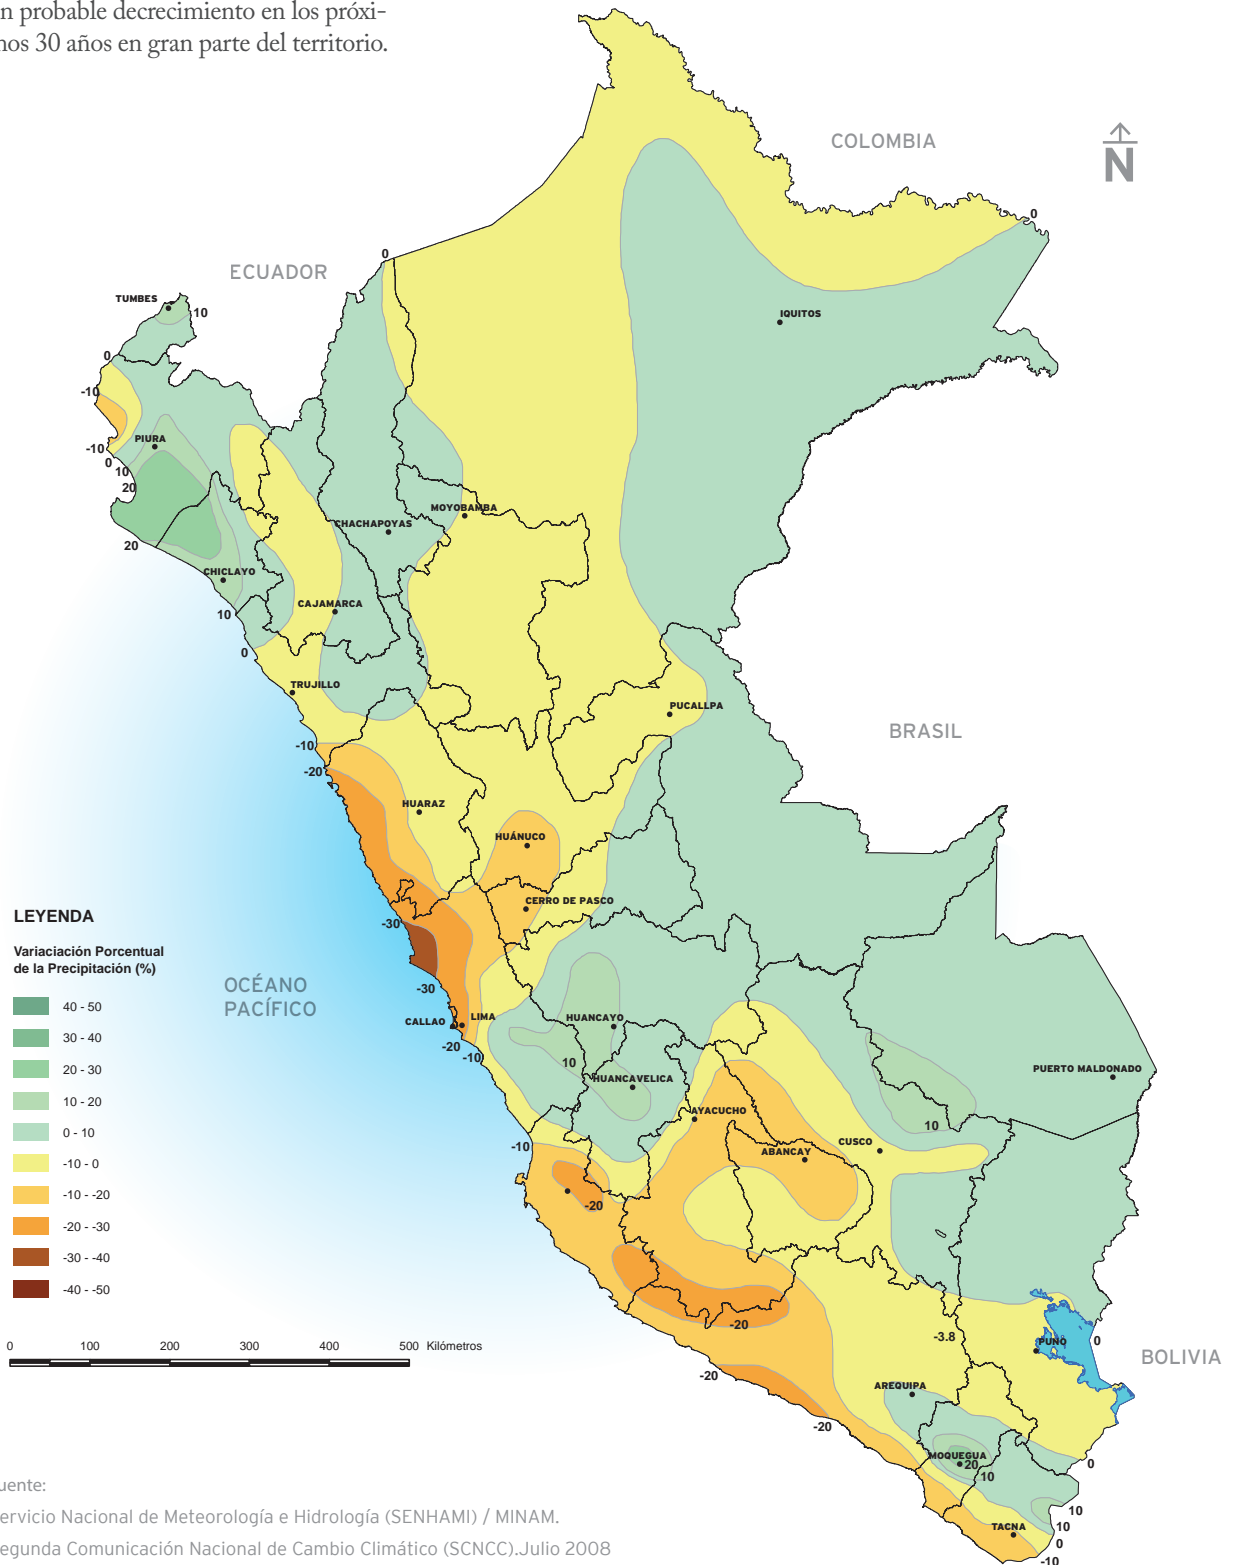 n probable decrecimiento en los próxi-
nos 30 años en gran parte del territorio.
COLOMBIA
N
0
0
ECUADOR
TUMBES
10
IQUITOS
0
-10
PIURA
-10
0
10
20
MOYOBAMBA
CHACHAPOYAS
20
CHICLAYO
CAJAMARCA
10
0
TRUJILLO
PUCALLPA
BRASIL
-10
-20
HUARAZ
HUÁNUCO
CERRO DE PASCO
-30
LEYENDA
Variaciación Porcentual
de la Precipitación (%)
40 - 50
30 - 40
20 - 30
10 - 20
0 - 10
-10 - 0
-10 - -20
-20 - -30
-30 - -40
-40 - -50
OCÉANO
PACÍFICO
-30
CALLAO
LIMA
-20
-10
HUANCAYO
10
HUANCAVELICA
PUERTO MALDONADO
AYACUCHO
10
-10
ABANCAY
CUSCO
-20
-20
-3.8
PUNO
0
BOLIVIA
-20
AREQUIPA
-20
MOQUEGUA
20
10
0
10
TACNA
10
0
-10
0 100 200 300 400 500 Kilómetros
uente:
ervicio Nacional de Meteorología e Hidrología (SENHAMI) / MINAM.
egunda Comunicación Nacional de Cambio Climático (SCNCC).Julio 2008